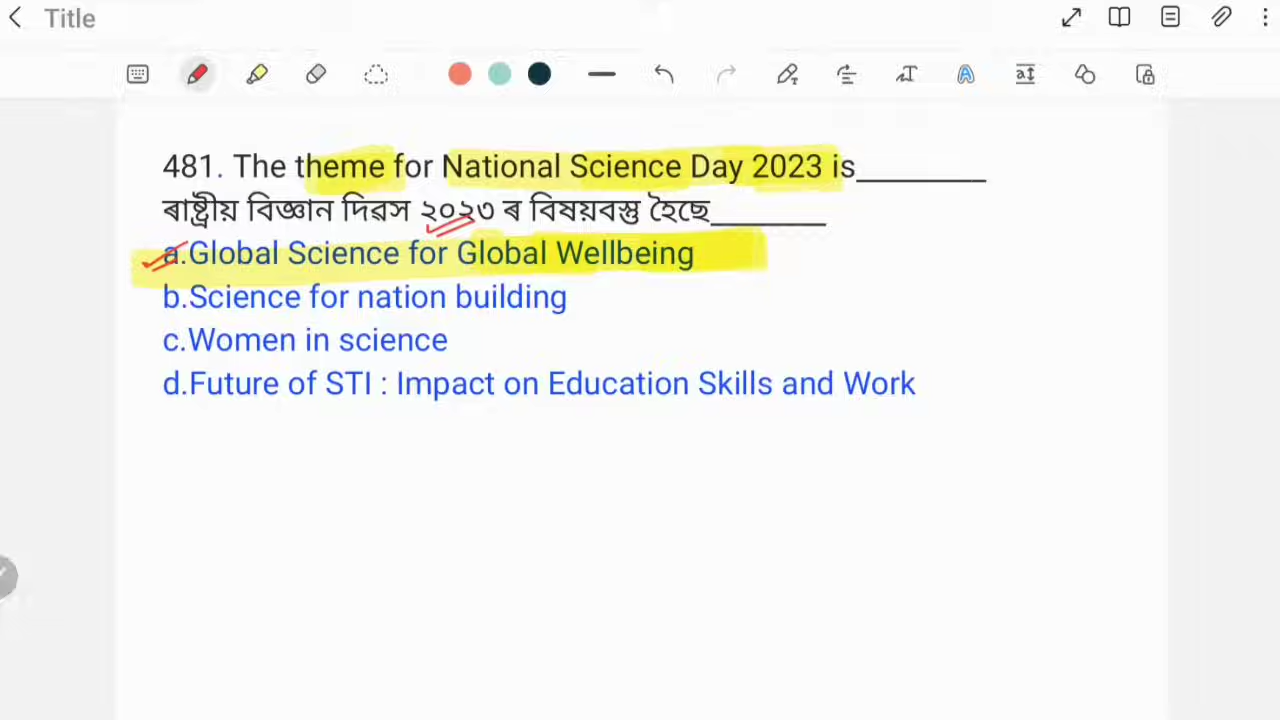 Title
481. The theme for National Science Day 2023 is________
ৰাষ্ট্ৰীয় বিজ্ঞান দিৱস ২০২৩ ৰ বিষয়বস্তু হৈছে_______
a.Global Science for Global Wellbeing
b.Science for nation building
c.Women in science
d.Future of STI : Impact on Education Skills and Work